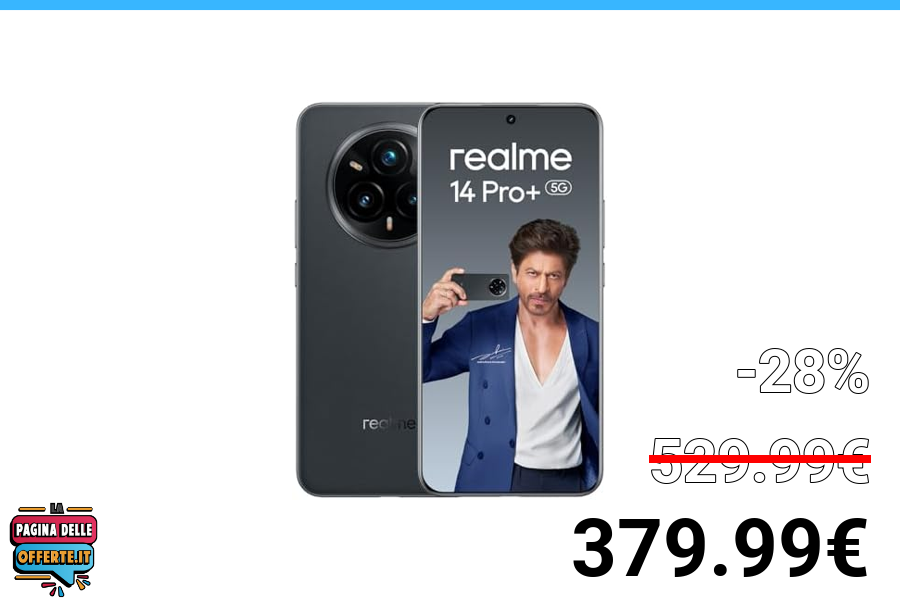 realme
14 Pro+ 5G
realme
-28%
529.99€
379.99€
LA
PAGINA DELLE
OFFERTE.IT